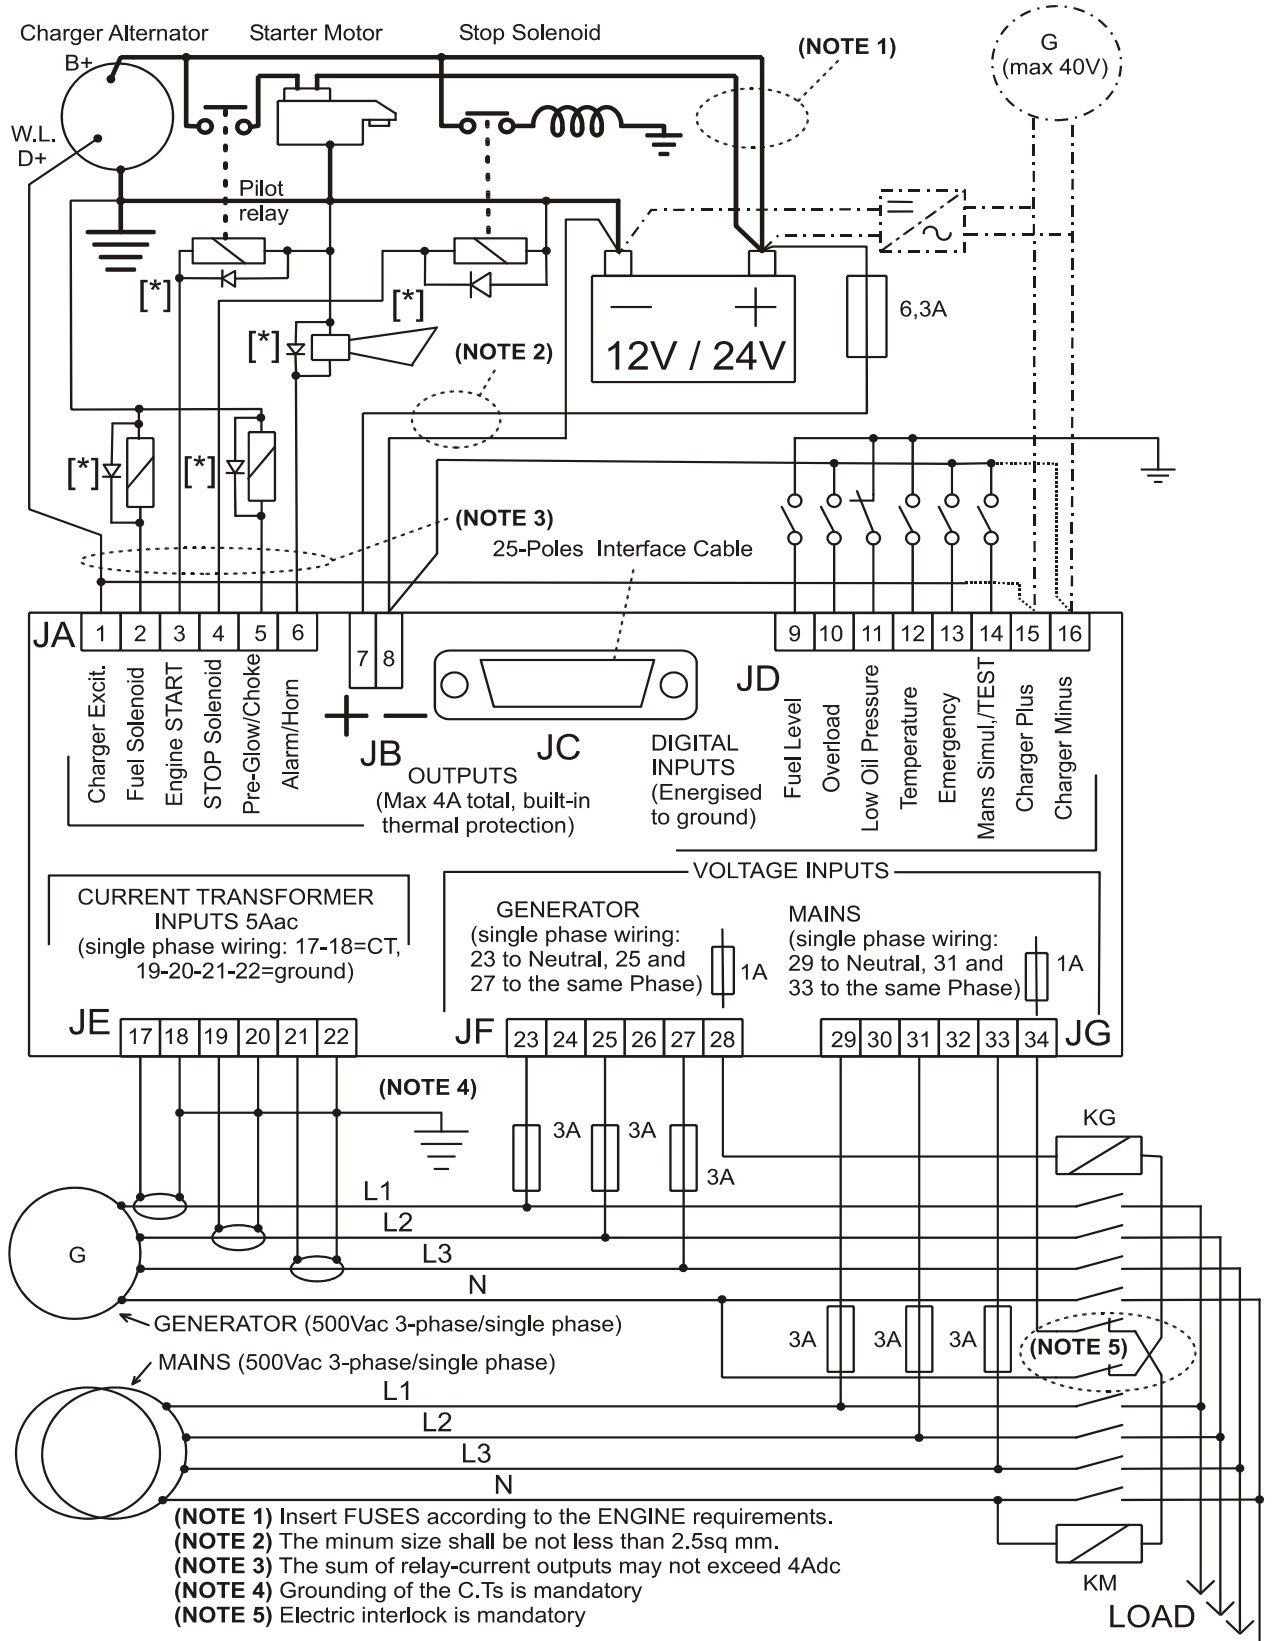 Charger Alternator
Starter Motor
Stop Solenoid
(NOTE 1)
G
(max 40V)
B+
W.L.
D+
Pilot
relay
[*]
[*]
[*]
6,3A
12V / 24V
(NOTE 2)
[*]
[*]
(NOTE 3)
25-Poles Interface Cable
JA
1 2 3 4 5 6
7 8
9 10 11 12 13 14 15 16
Charger Excit.
Fuel Solenoid
Engine START
STOP Solenoid
Pre-Glow/Choke
Alarm/Horn
+ −
JB
JC
JD
Fuel Level
Overload
Low Oil Pressure
Temperature
Emergency
Mans Simul,/TEST
Charger Plus
Charger Minus
OUTPUTS
(Max 4A total, built-in
thermal protection)
DIGITAL
INPUTS
(Energised
to ground)
VOLTAGE INPUTS
CURRENT TRANSFORMER
INPUTS 5Aac
(single phase wiring: 17-18=CT,
19-20-21-22=ground)
GENERATOR
(single phase wiring:
23 to Neutral, 25 and
27 to the same Phase)
1A
MAINS
(single phase wiring:
29 to Neutral, 31 and
33 to the same Phase)
1A
JE
17 18 19 20 21 22
JF
23 24 25 26 27 28
29 30 31 32 33 34
JG
(NOTE 4)
3A
3A
3A
KG
L1
L2
L3
N
G
GENERATOR (500Vac 3-phase/single phase)
3A
3A
3A
(NOTE 5)
MAINS (500Vac 3-phase/single phase)
L1
L2
L3
N
(NOTE 1) Insert FUSES according to the ENGINE requirements.
(NOTE 2) The minum size shall be not less than 2.5sq mm.
(NOTE 3) The sum of relay-current outputs may not exceed 4Adc
(NOTE 4) Grounding of the C.Ts is mandatory
(NOTE 5) Electric interlock is mandatory
KM
LOAD